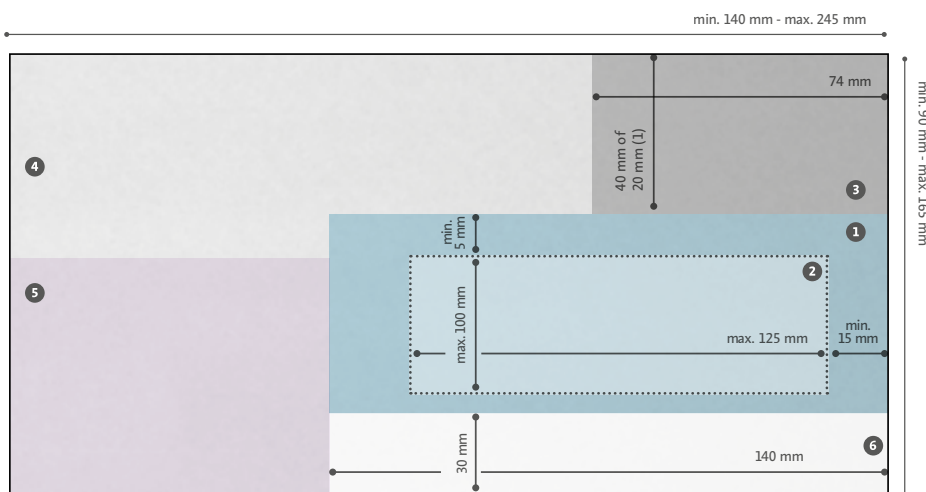 min. 140 mm - max. 245 mm
74 mm
min. 90 mm - max. 165 mm
40 mm of
20 mm (1)
4
3
1
min.
5 mm
2
5
max. 100 mm
min.
15 mm
max. 125 mm
6
30 mm
140 mm